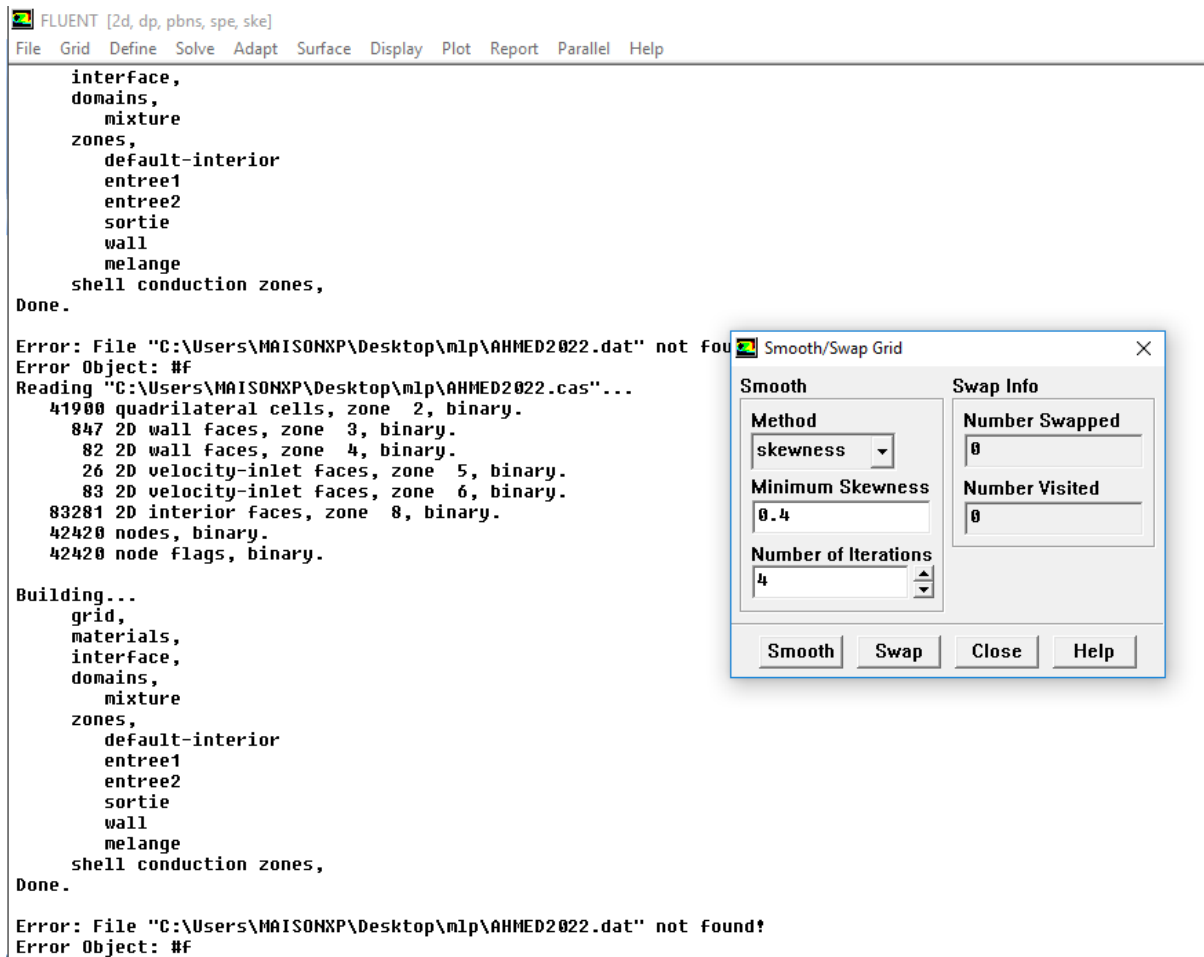 FLUENT [2d, dp, pbns, spe, ske]
File Grid Define Solve Adapt Surface Display Plot Report Parallel Help
interface,
domains,
mixture
zones,
default-interior
entree1
entree2
sortie
wall
melange
shell conduction zones,
Done.
Error: File "C:\Users\MAISONXP\Desktop\mlp\AHMED2022.dat" not fou
Error Object: #f
Reading "C:\Users\MAISONXP\Desktop\mlp\AHMED2022.cas"...
41900 quadrilateral cells, zone 2, binary.
847 2D wall faces, zone 3, binary.
82 2D wall faces, zone 4, binary.
26 2D velocity-inlet faces, zone 5, binary.
83 2D velocity-inlet faces, zone 6, binary.
83281 2D interior faces, zone 8, binary.
42420 nodes, binary.
42420 node flags, binary.
Building...
grid,
materials,
interface,
domains,
mixture
zones,
default-interior
entree1
entree2
sortie
wall
melange
shell conduction zones,
Done.
Error: File "C:\Users\MAISONXP\Desktop\mlp\AHMED2022.dat" not found!
Error Object: #f
Smooth/Swap Grid
Smooth
Method
skewness
Minimum Skewness
0.4
Number of Iterations
4
Swap Info
Number Swapped
0
Number Visited
0
Smooth Swap Close Help